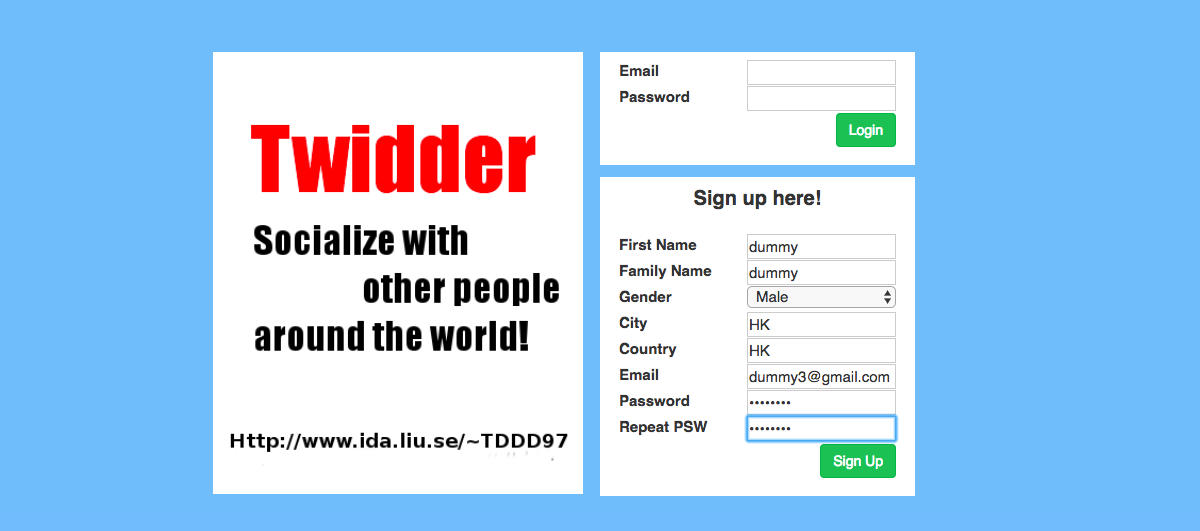 Twidder
Socialize with
other people
around the world!
Http://www.ida.liu.se/~TDDD97
Email
Password
Login
Sign up here!
First Name dummy
Family Name dummy
Gender Male
City HK
Country HK
Email dummy3@gmail.com
Password ••••••••
Repeat PSW ••••••••
Sign Up